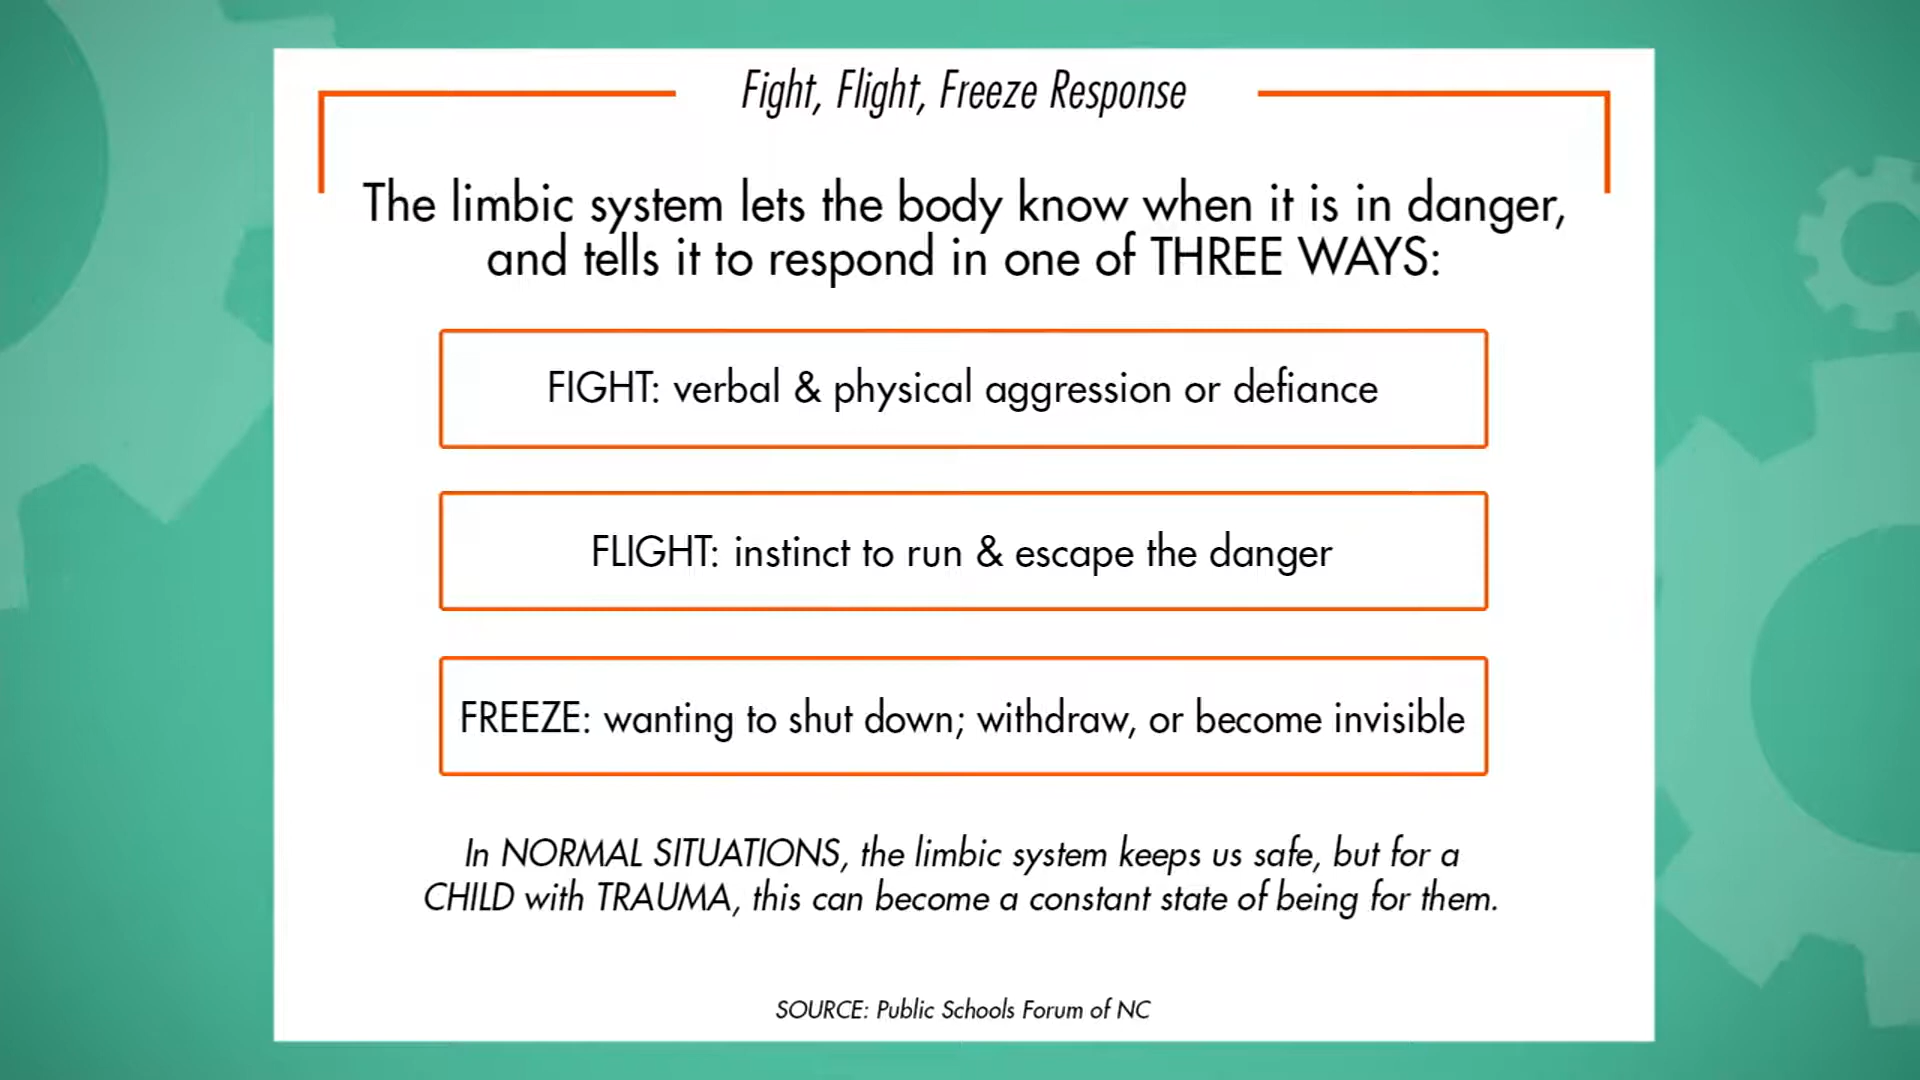 Fight, Flight, Freeze Response
The limbic system lets the body know when it is in danger,
and tells it to respond in one of THREE WAYS:
FIGHT: verbal & physical aggression or defiance
FLIGHT: instinct to run & escape the danger
FREEZE: wanting to shut down; withdraw, or become invisible
In NORMAL SITUATIONS, the limbic system keeps us safe, but for a
CHILD with TRAUMA, this can become a constant state of being for them.
SOURCE: Public Schools Forum of NC